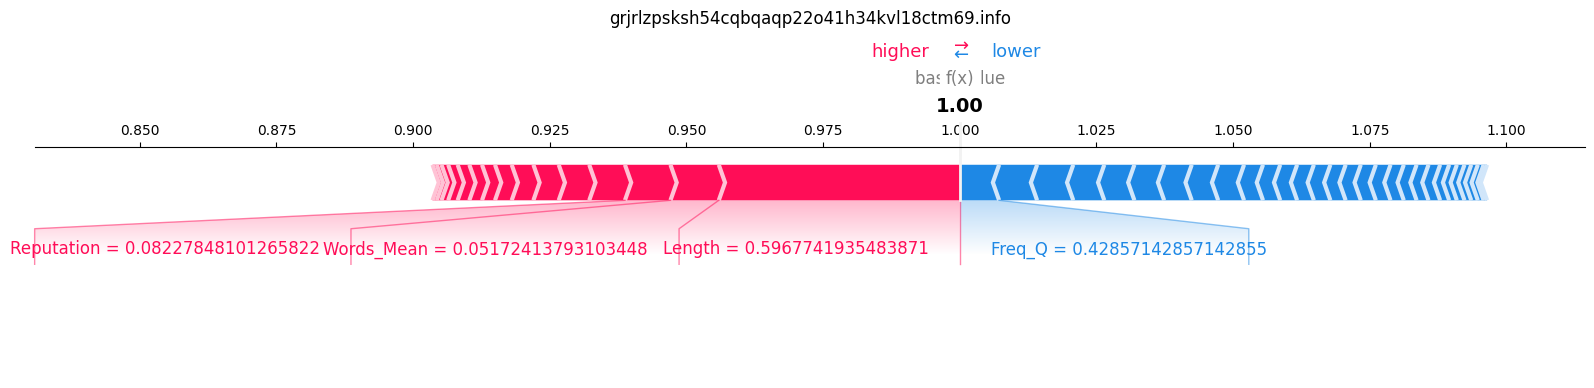 grjrlzpsksh54cqbqaqp22o41h34kvl18ctm69.info
higher ⇄ lower
bas f(x) lue
1.00
0.850 0.875 0.900 0.925 0.950 0.975 1.000 1.025 1.050 1.075 1.100
Reputation = 0.08227848101265822 Words_Mean = 0.05172413793103448 Length = 0.5967741935483871 Freq_Q = 0.42857142857142855